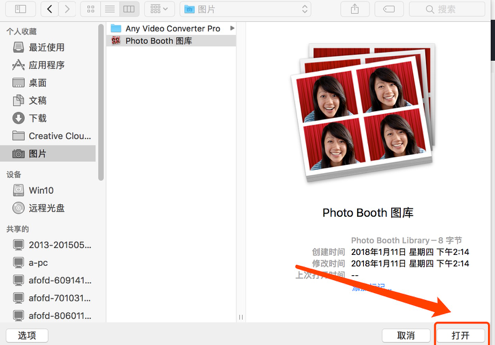 图片
搜索
个人收藏
最近使用
应用程序
桌面
文稿
下载
Creative Clou...
图片
设备
Win10
远程光盘
共享的
2013-201505...
a-pc
afofd-609141...
afofd-701031...
afofd-806011...
Any Video Converter Pro
Photo Booth 图库
Photo Booth 图库
Photo Booth Library – 8 字节
创建时间 2018年1月11日 星期四 下午2:14
修改时间 2018年1月11日 星期四 下午2:14
上次打开时间 --
选项
取消
打开